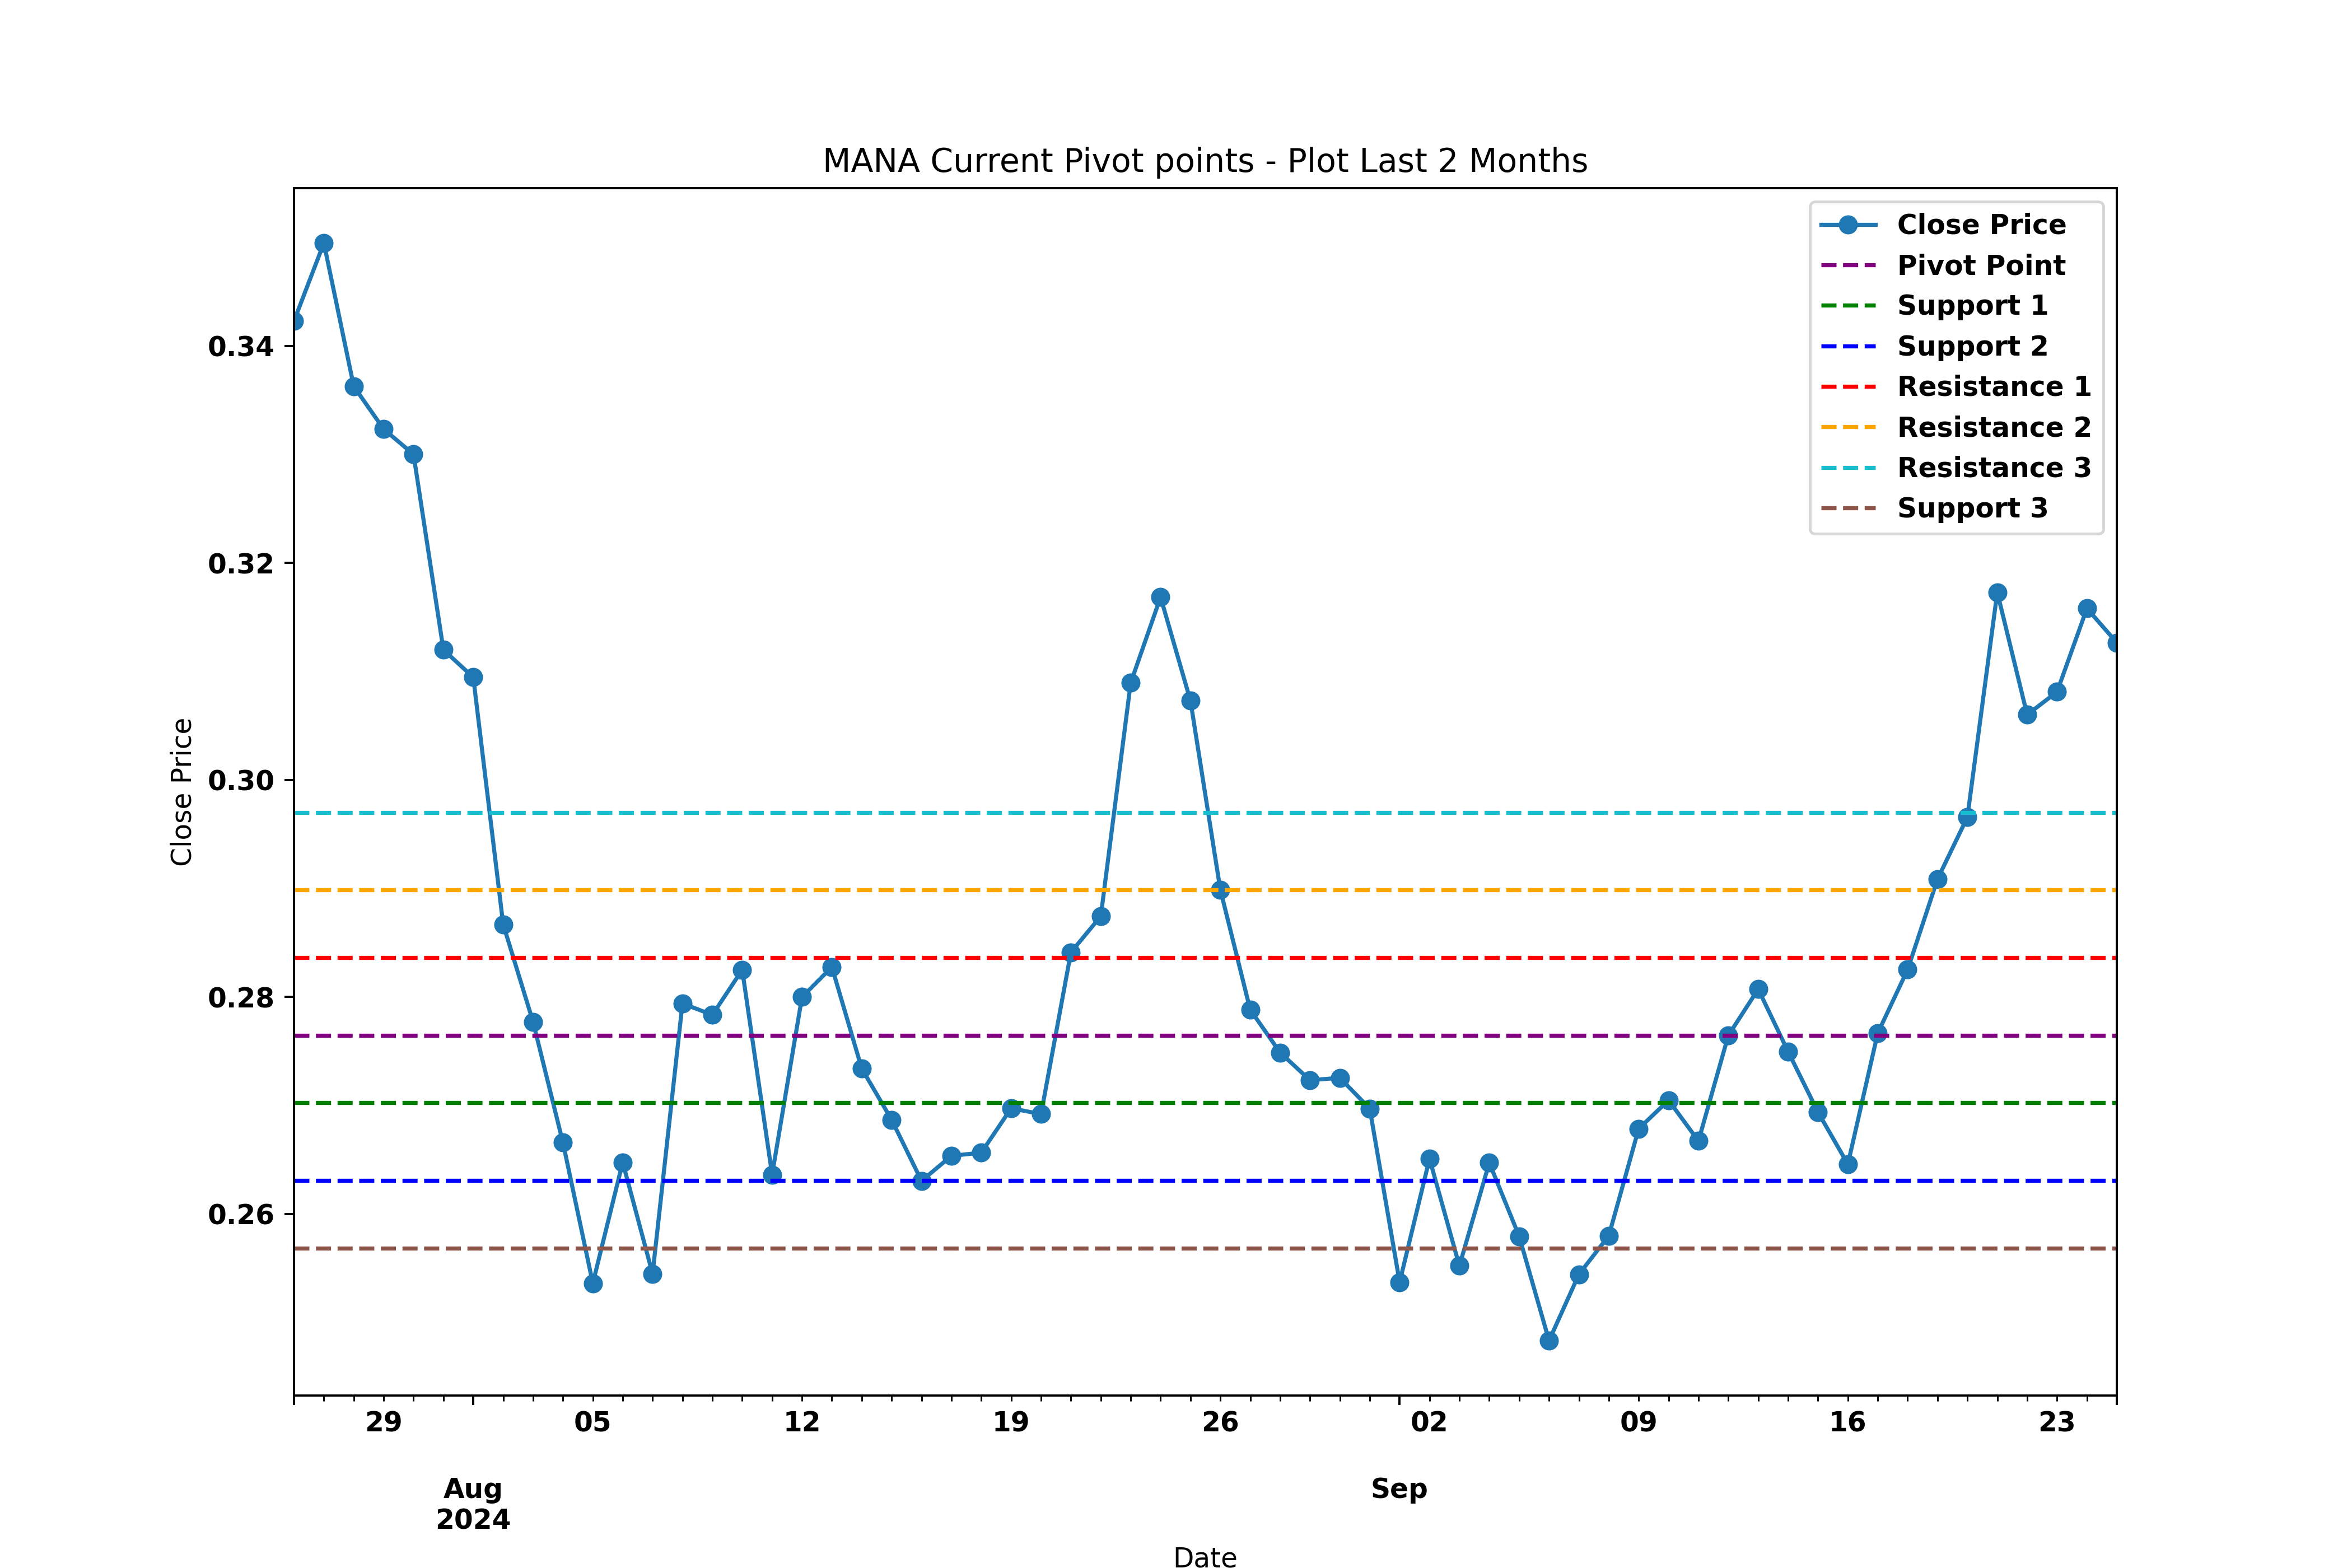 MANA Current Pivot points - Plot Last 2 Months
Close Price
Pivot Point
Support 1
Support 2
Resistance 1
Resistance 2
Resistance 3
Support 3
0.34
0.32
0.30
0.28
0.26
Close Price
29 05 12 19 26 02 09 16 23
Aug Sep
2024
Date